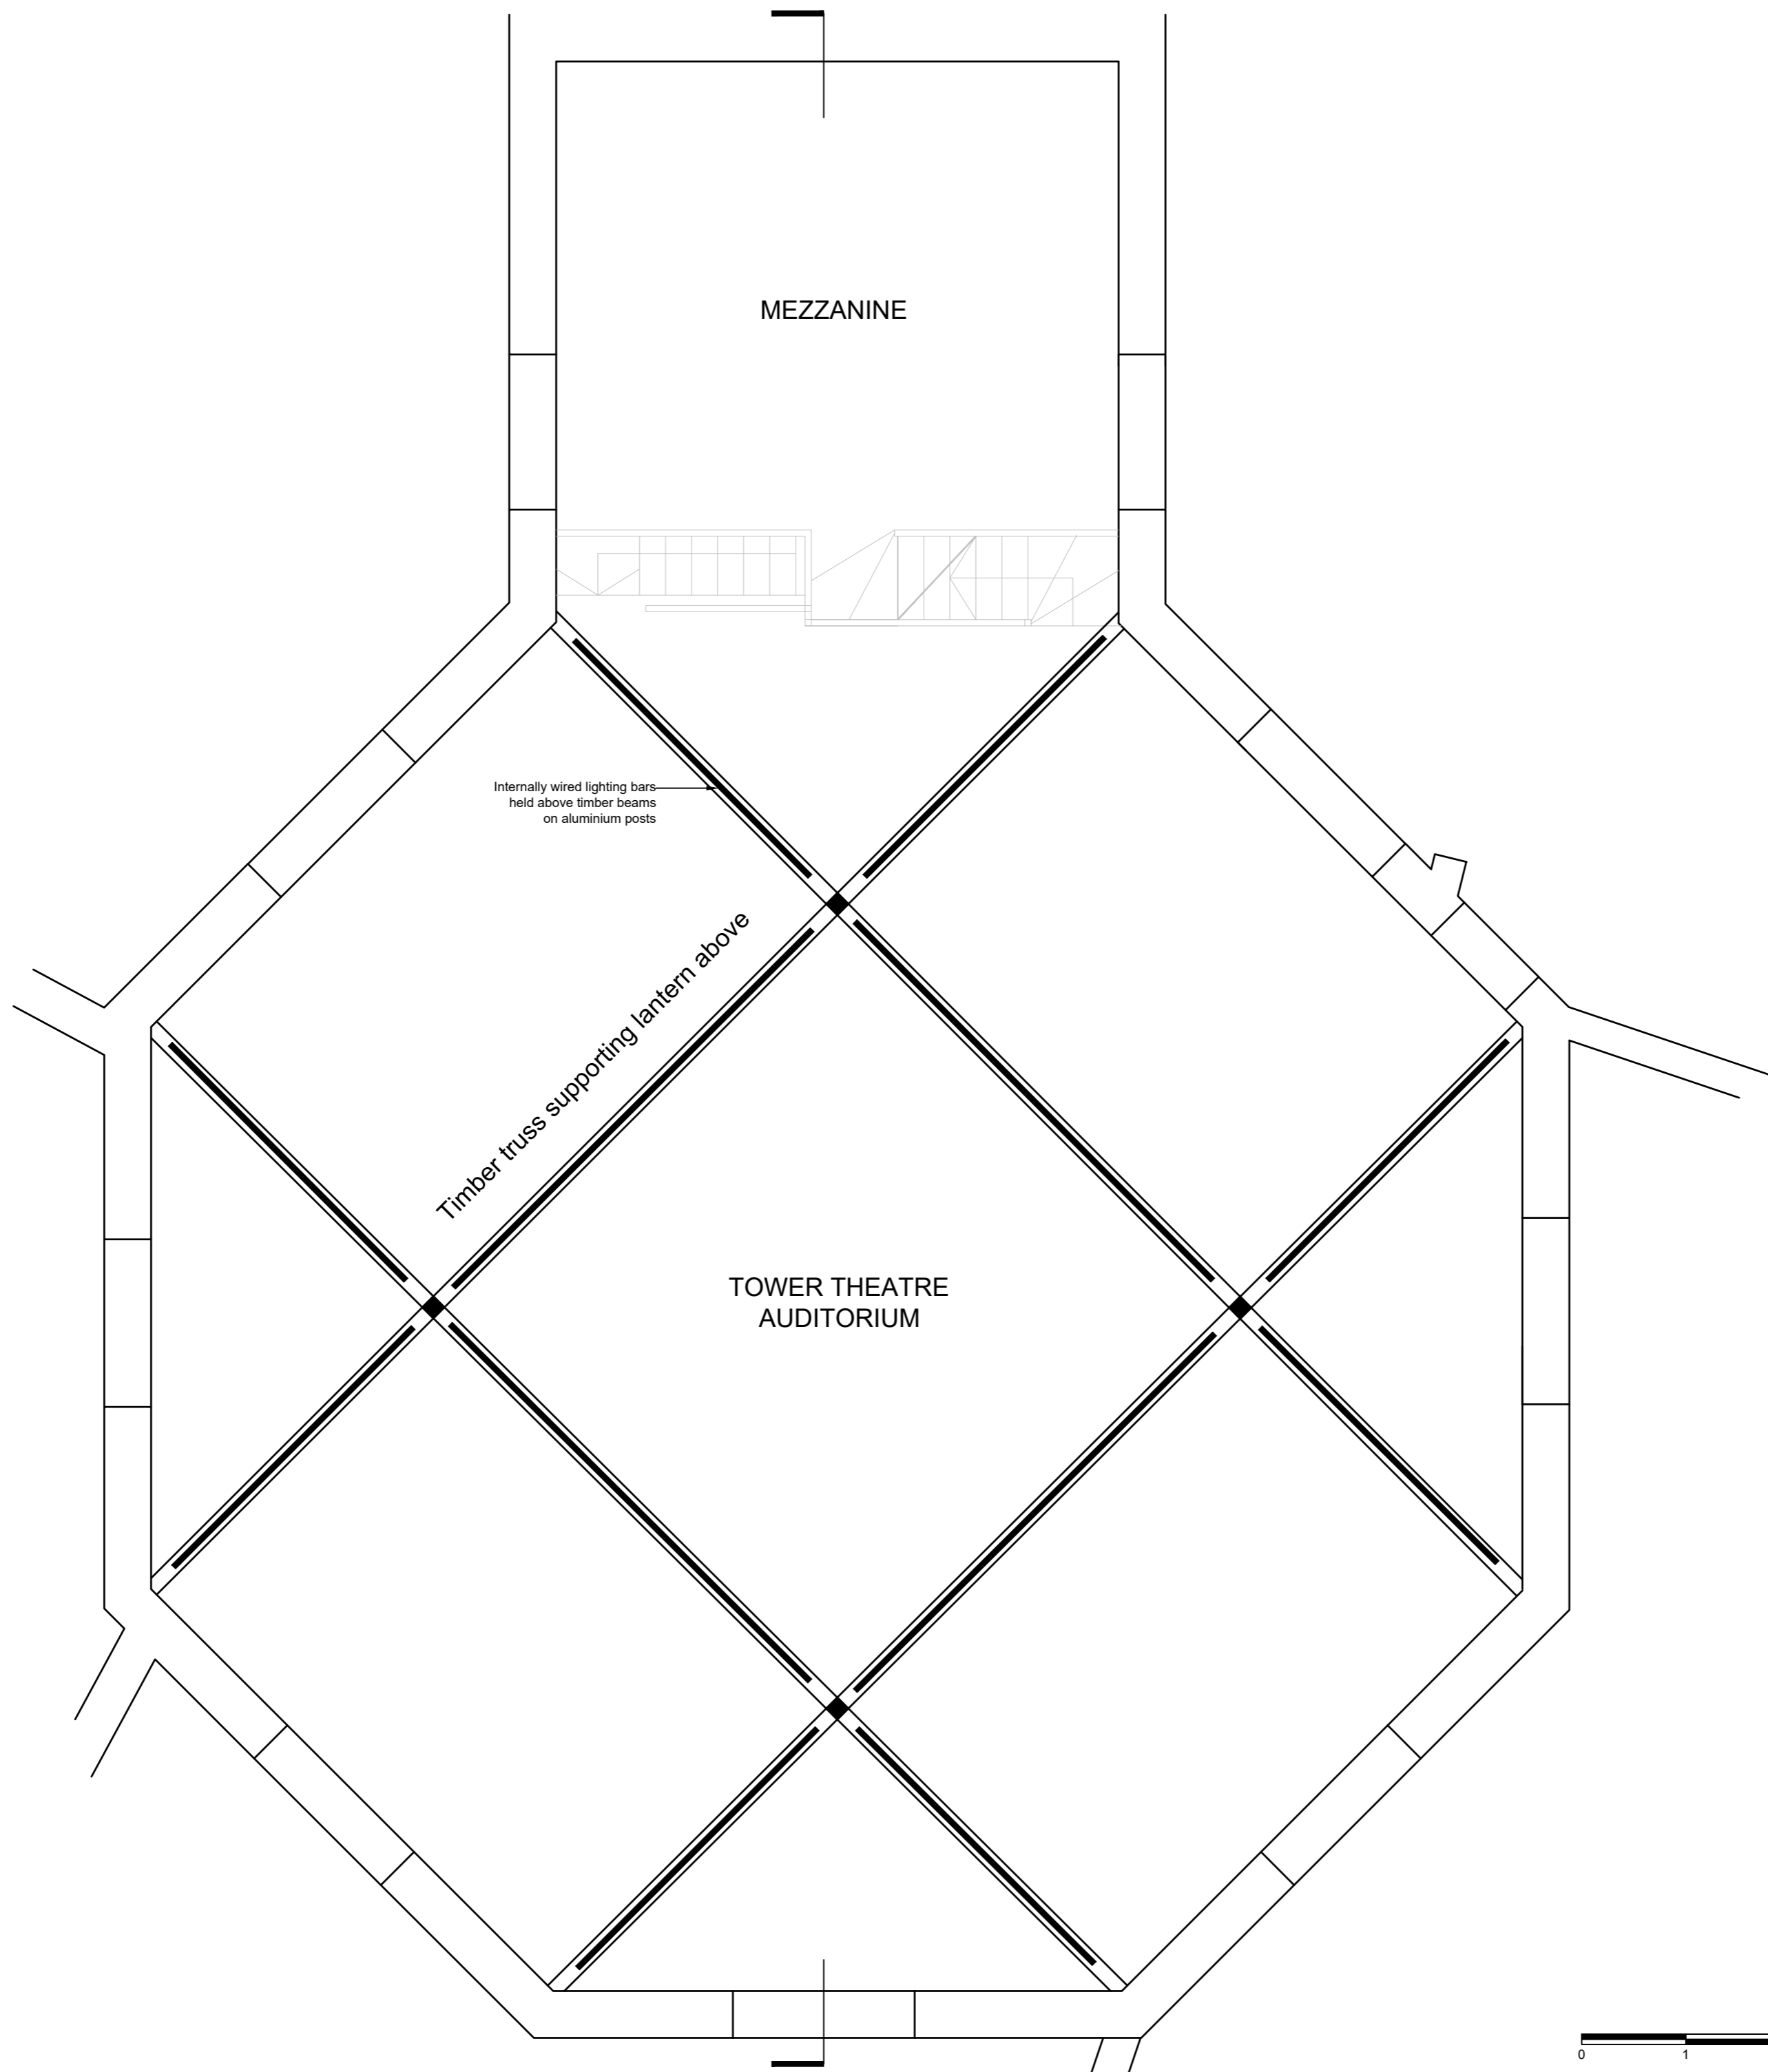 MEZZANINE
Internally wired lighting bars
held above timber beams
on aluminium posts
Timber truss supporting lantern above
TOWER THEATRE
AUDITORIUM
0 1